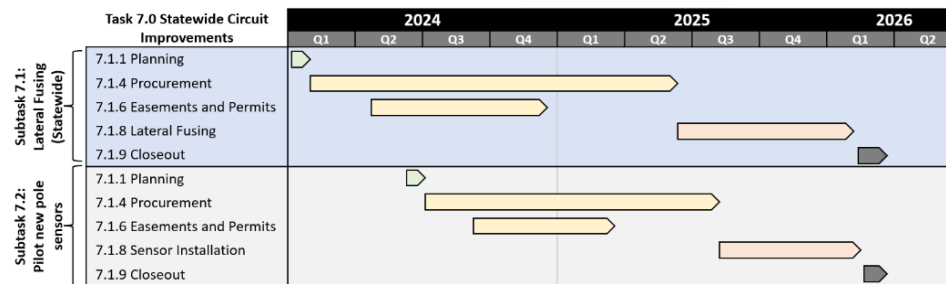 Task 7.0 Statewide Circuit
Improvements
2024 2025 2026
Q1 Q2 Q3 Q4 Q1 Q2 Q3 Q4 Q1 Q2
Subtask 7.1:
Lateral Fusing
(Statewide)
7.1.1 Planning
7.1.4 Procurement
7.1.6 Easements and Permits
7.1.8 Lateral Fusing
7.1.9 Closeout
Subtask 7.2:
Pilot new pole
sensors
7.1.1 Planning
7.1.4 Procurement
7.1.6 Easements and Permits
7.1.8 Sensor Installation
7.1.9 Closeout